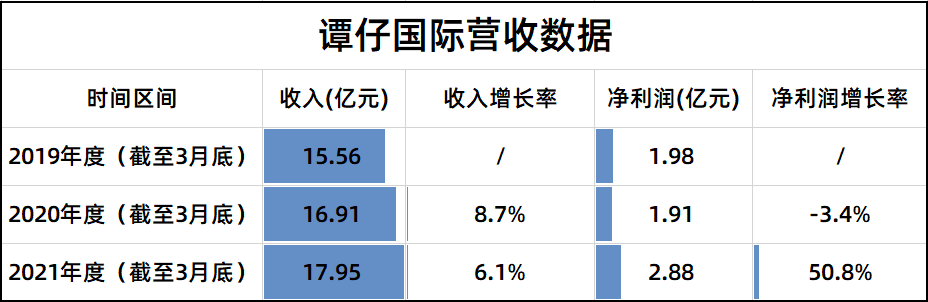 谭仔国际营收数据
时间区间 收入(亿元) 收入增长率 净利润(亿元) 净利润增长率
2019年度（截至3月底） 15.56 / 1.98 /
2020年度（截至3月底） 16.91 8.7% 1.91 -3.4%
2021年度（截至3月底） 17.95 6.1% 2.88 50.8%